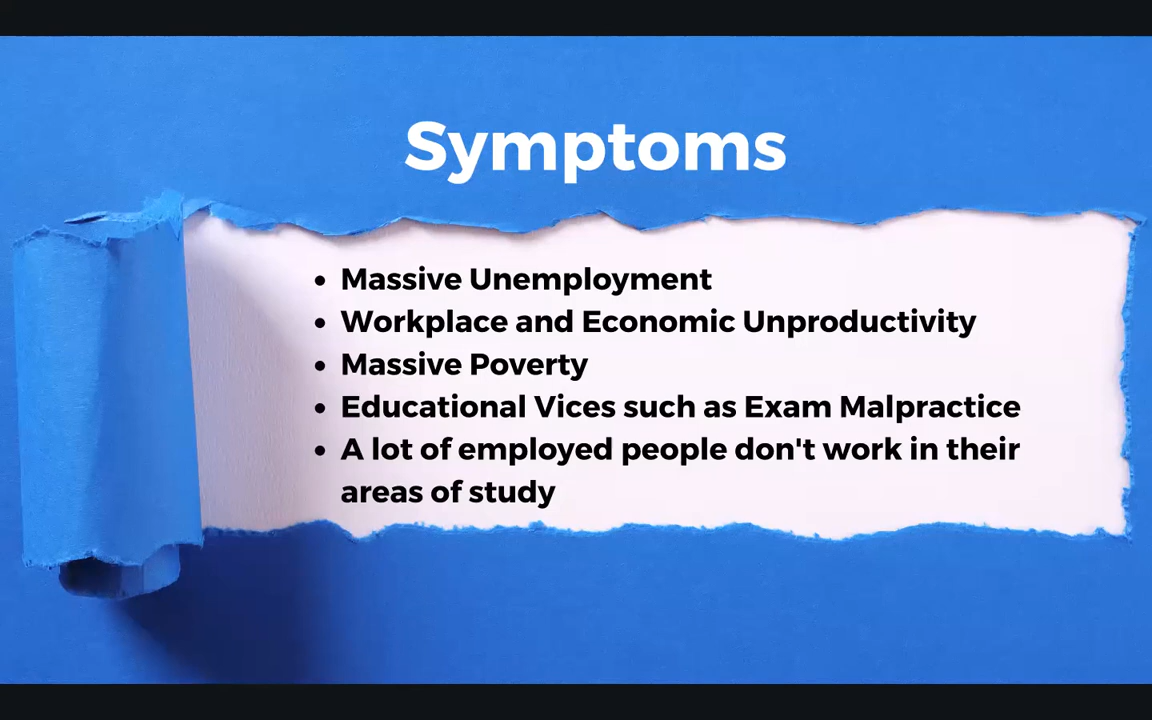 Symptoms
• Massive Unemployment
• Workplace and Economic Unproductivity
• Massive Poverty
• Educational Vices such as Exam Malpractice
• A lot of employed people don't work in their
areas of study